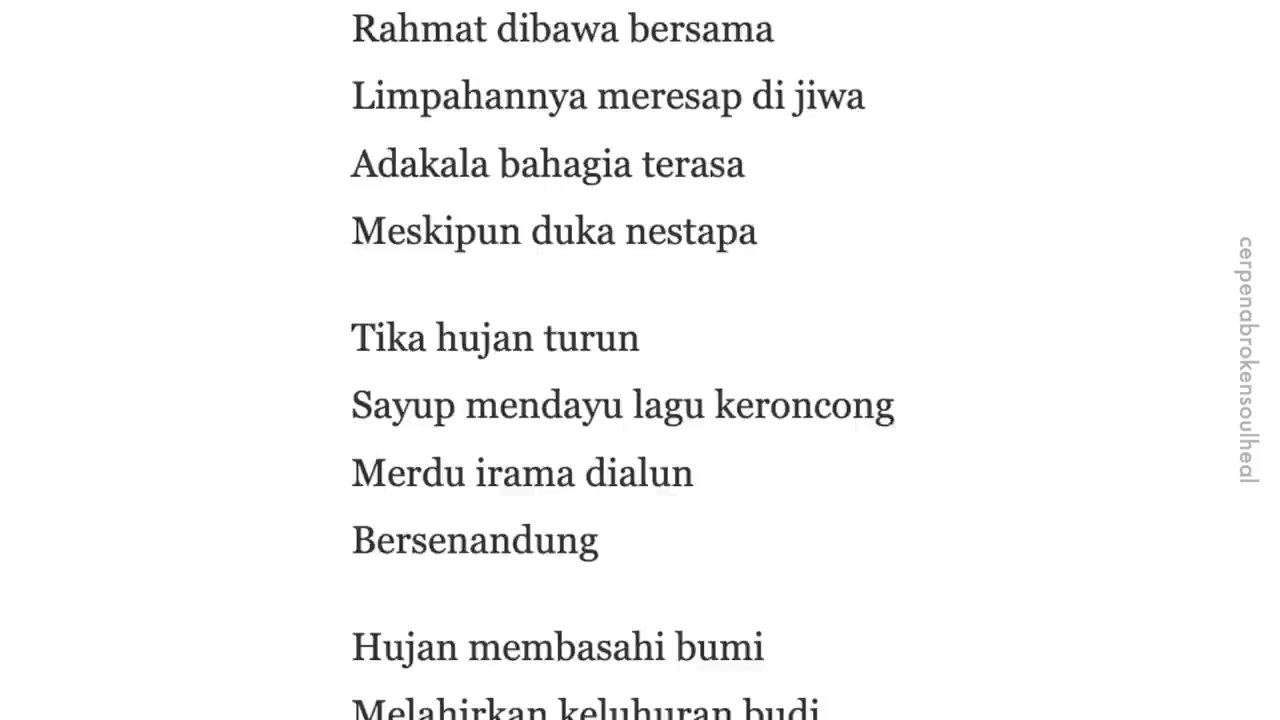 Rahmat dibawa bersama
Limpahannya meresap di jiwa
Adakala bahagia terasa
Meskipun duka nestapa
Tika hujan turun
Sayup mendayu lagu keroncong
Merdu irama dialun
Bersenandung
Hujan membasahi bumi
Melahirkan keluhuran budi
cerpenabrokensoulheal